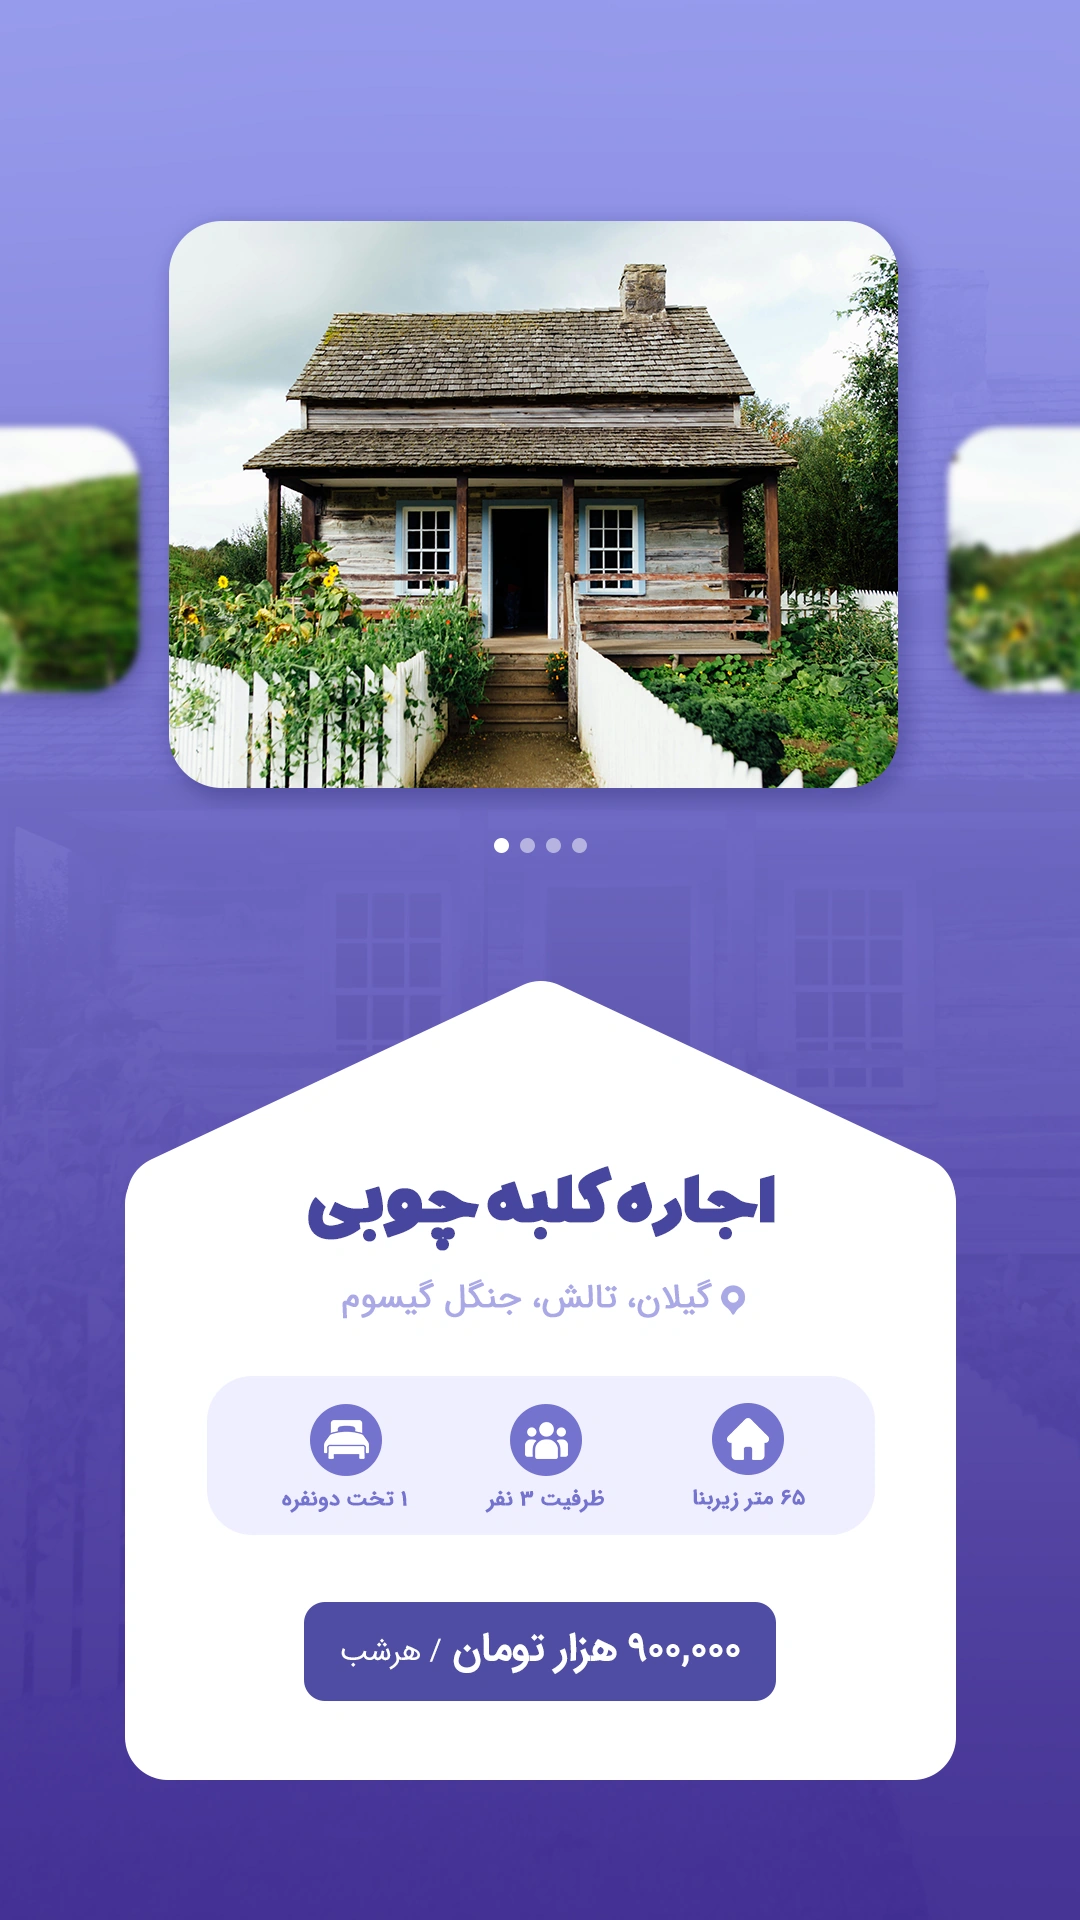 اجاره کلبه چوبی
گیلان، تالش، جنگل گیسوم
۶۵ متر زیربنا
ظرفیت ۳ نفر
۱ تخت دونفره
۹۰۰,۰۰۰ هزار تومان / هرشب